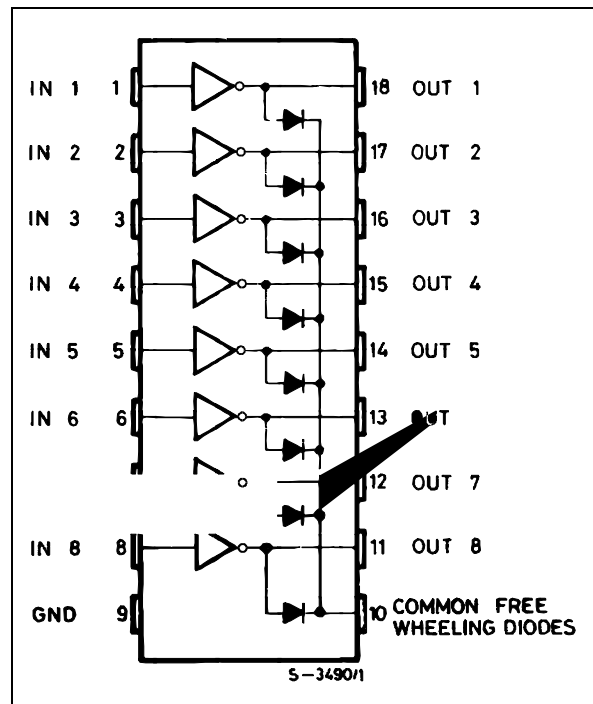 IN 1 1 18 OUT 1
IN 2 2 17 OUT 2
IN 3 3 16 OUT 3
IN 4 4 15 OUT 4
IN 5 5 14 OUT 5
IN 6 6 13 OUT
12 OUT 7
IN 8 8 11 OUT 8
GND 9 10 COMMON FREE
WHEELING DIODES
S-3490/1